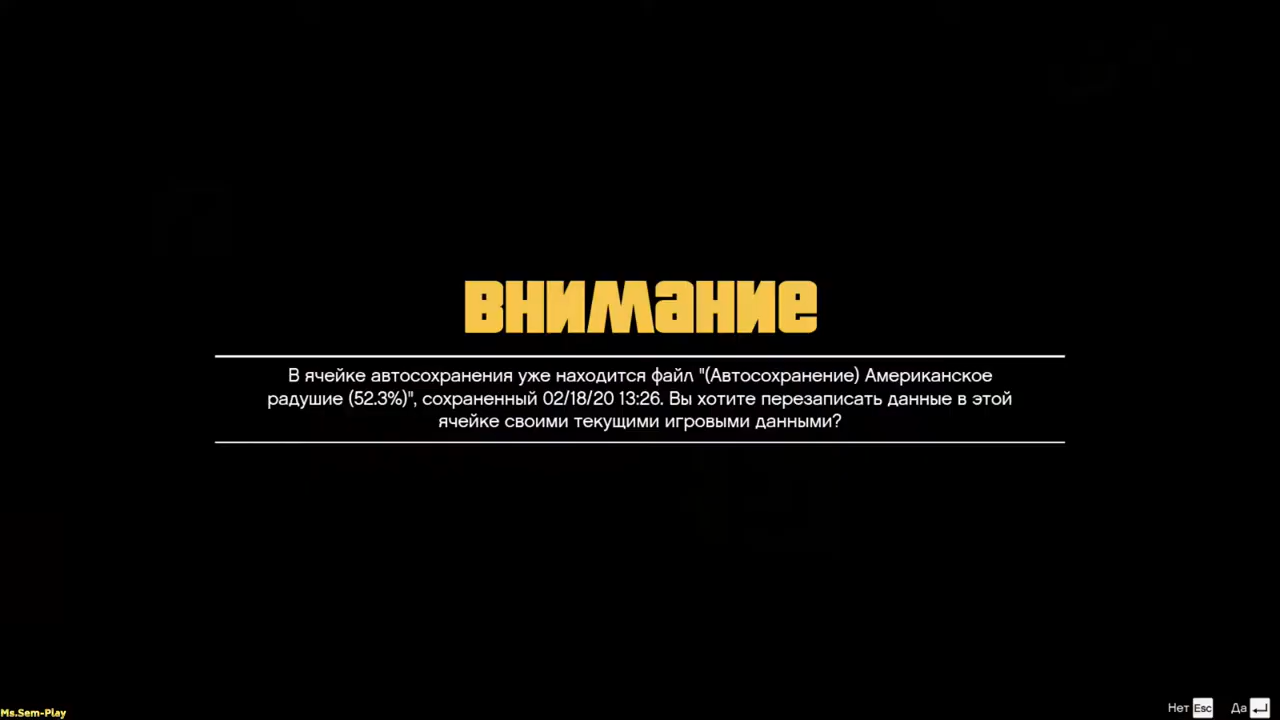 внимание
В ячейке автосохранения уже находится файл "(Автосохранение) Американское
радушие (52.3%)", сохраненный 02/18/20 13:26. Вы хотите перезаписать данные в этой
ячейке своими текущими игровыми данными?
Ms.Sem-Play
Нет Esc Да